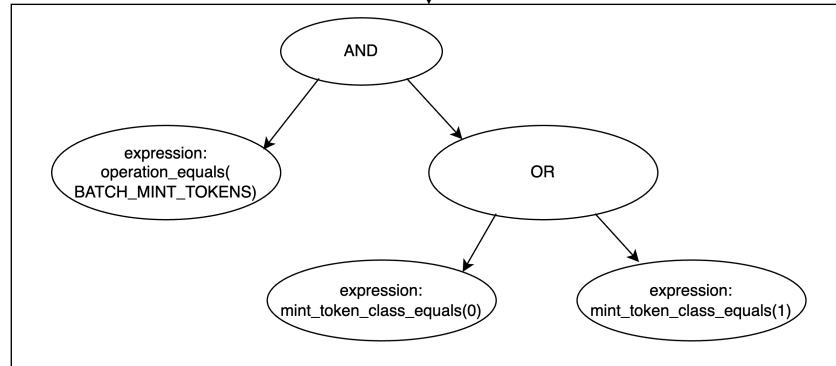 AND
expression:
operation_equals(
BATCH_MINT_TOKENS)
OR
expression:
mint_token_class_equals(0)
expression:
mint_token_class_equals(1)